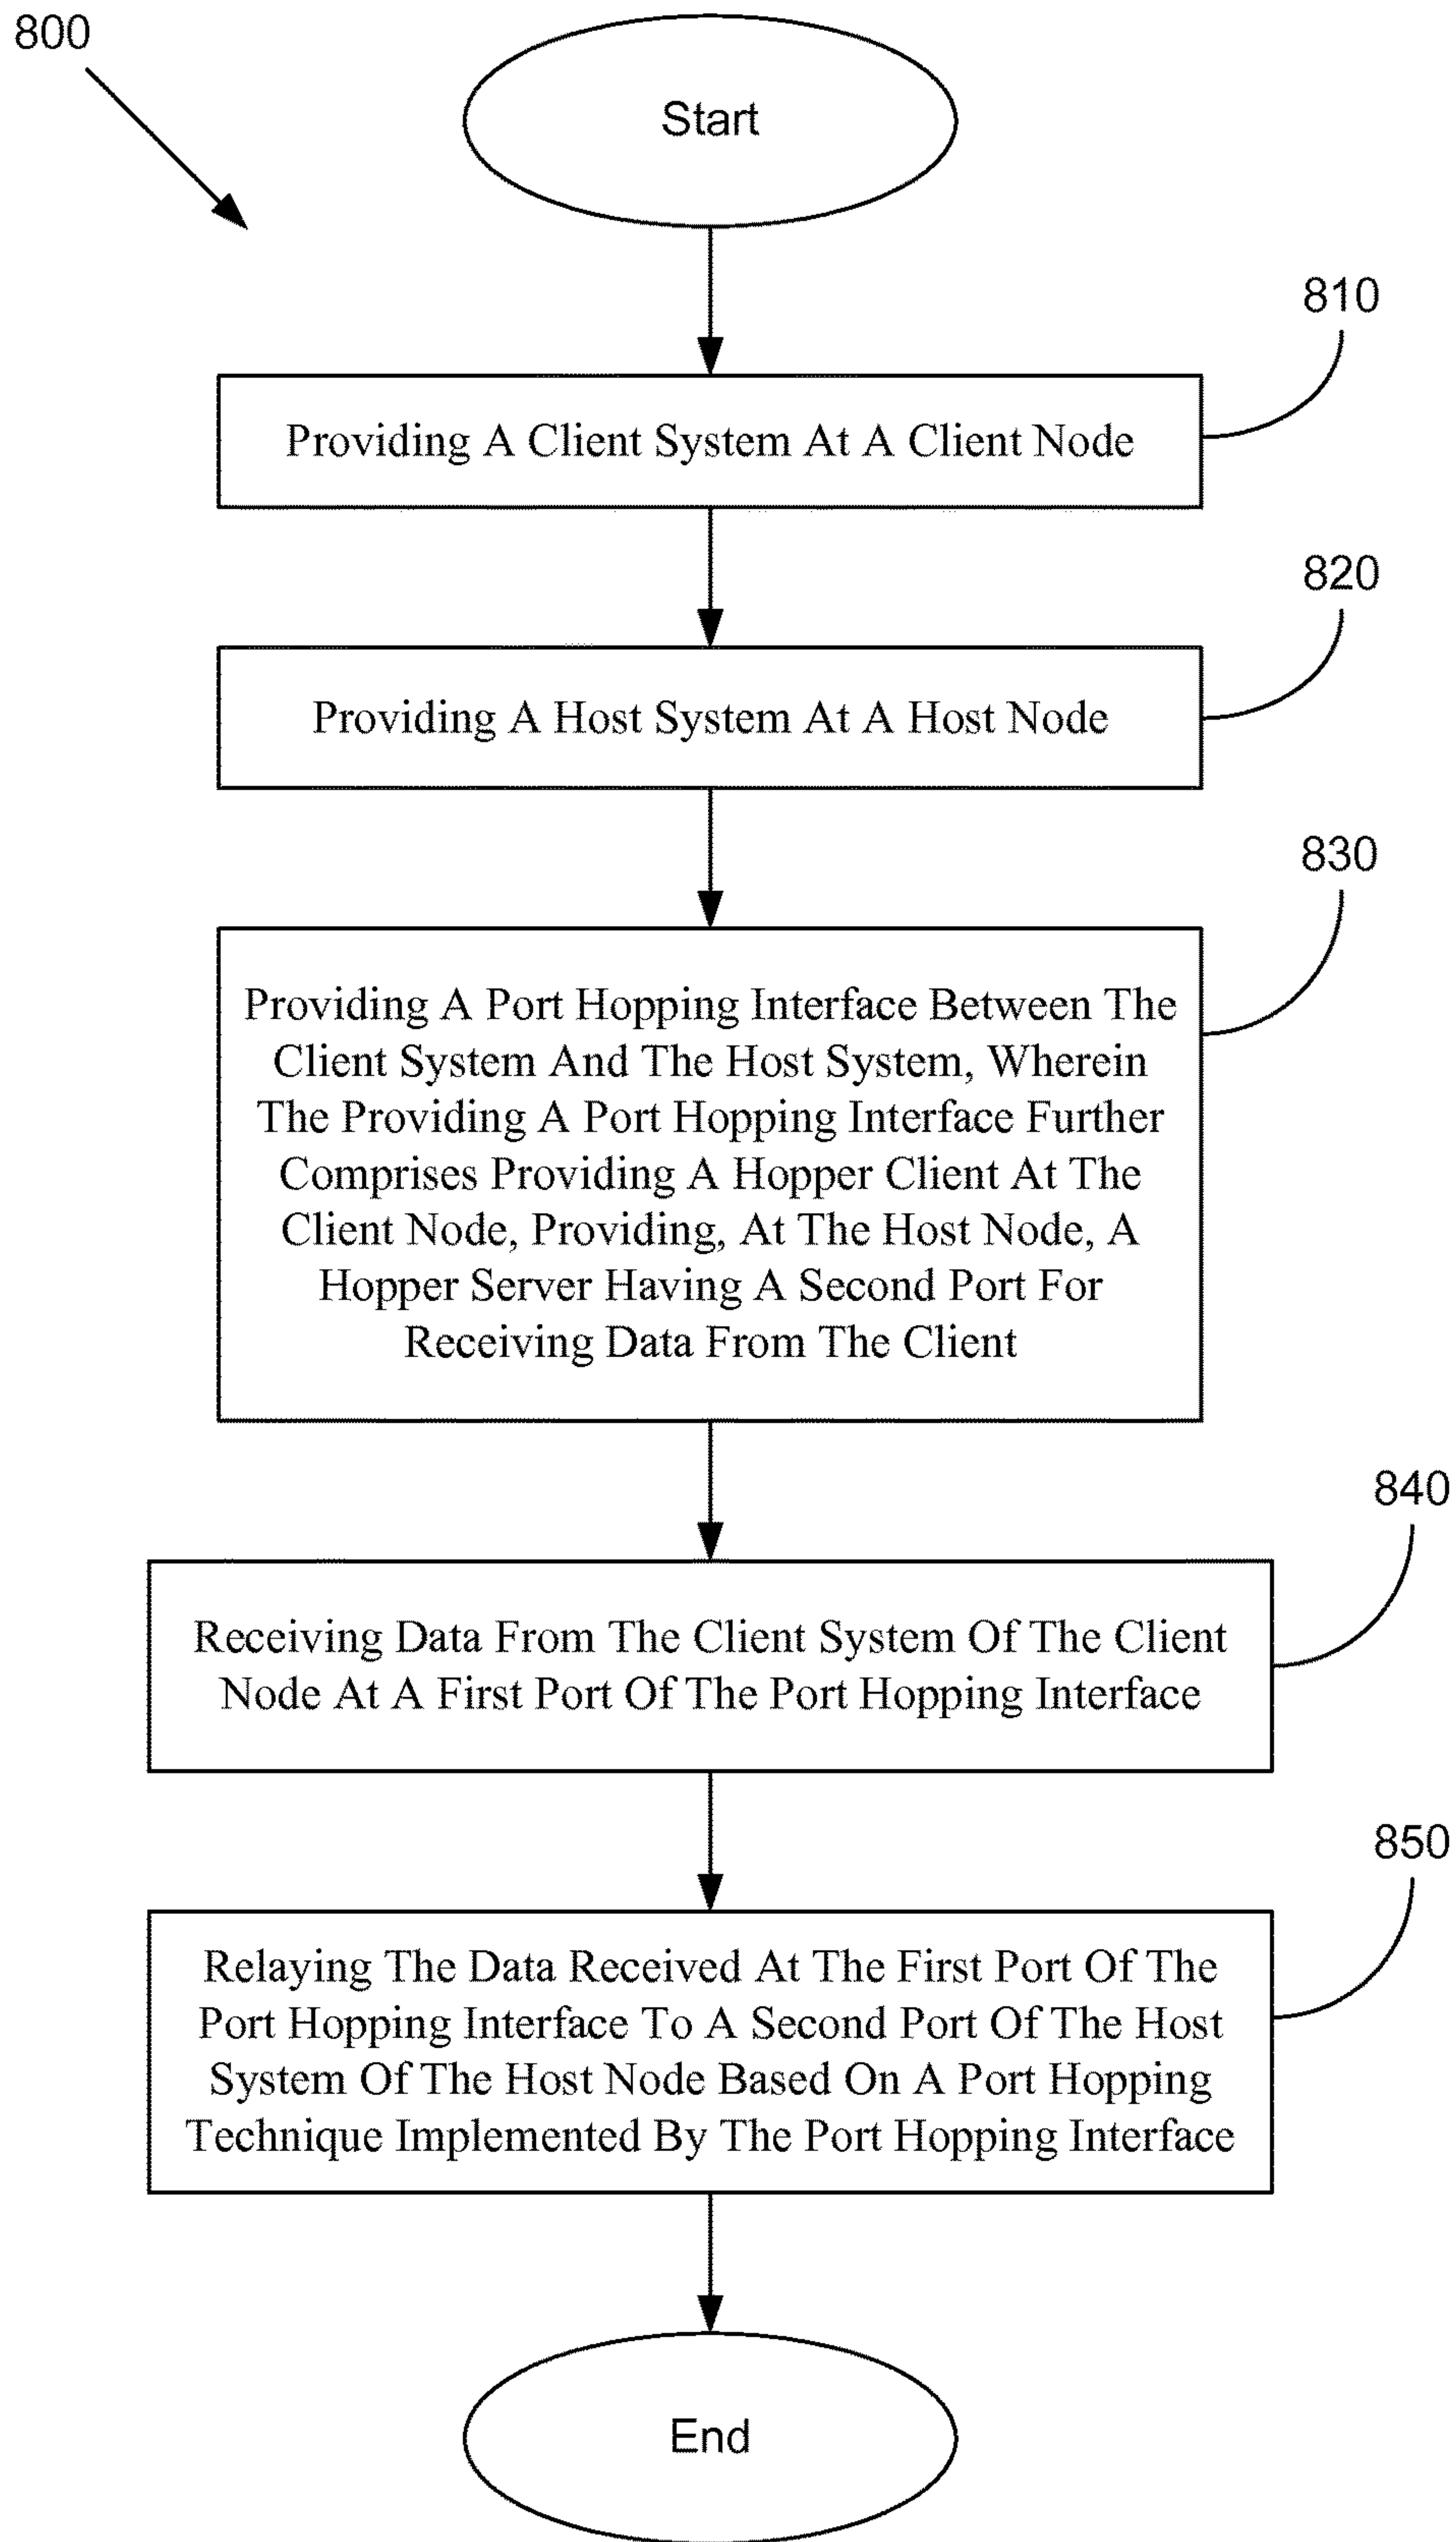 800
Start
810
Providing A Client System At A Client Node
820
Providing A Host System At A Host Node
830
Providing A Port Hopping Interface Between The
Client System And The Host System, Wherein
The Providing A Port Hopping Interface Further
Comprises Providing A Hopper Client At The
Client Node, Providing, At The Host Node, A
Hopper Server Having A Second Port For
Receiving Data From The Client
840
Receiving Data From The Client System Of The Client
Node At A First Port Of The Port Hopping Interface
850
Relaying The Data Received At The First Port Of The
Port Hopping Interface To A Second Port Of The Host
System Of The Host Node Based On A Port Hopping
Technique Implemented By The Port Hopping Interface
End